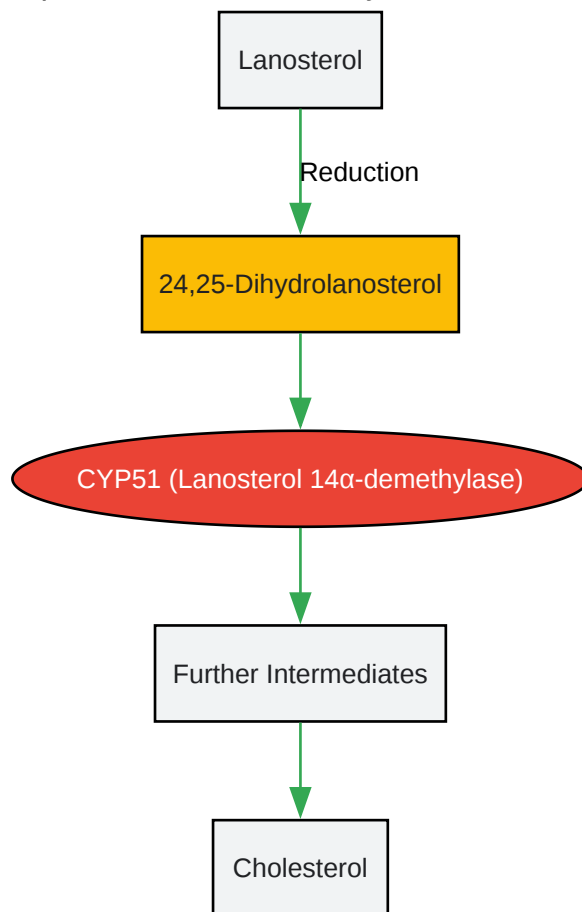 Lanosterol
Reduction
24,25-Dihydrolanosterol
CYP51 (Lanosterol 14α-demethylase)
Further Intermediates
Cholesterol